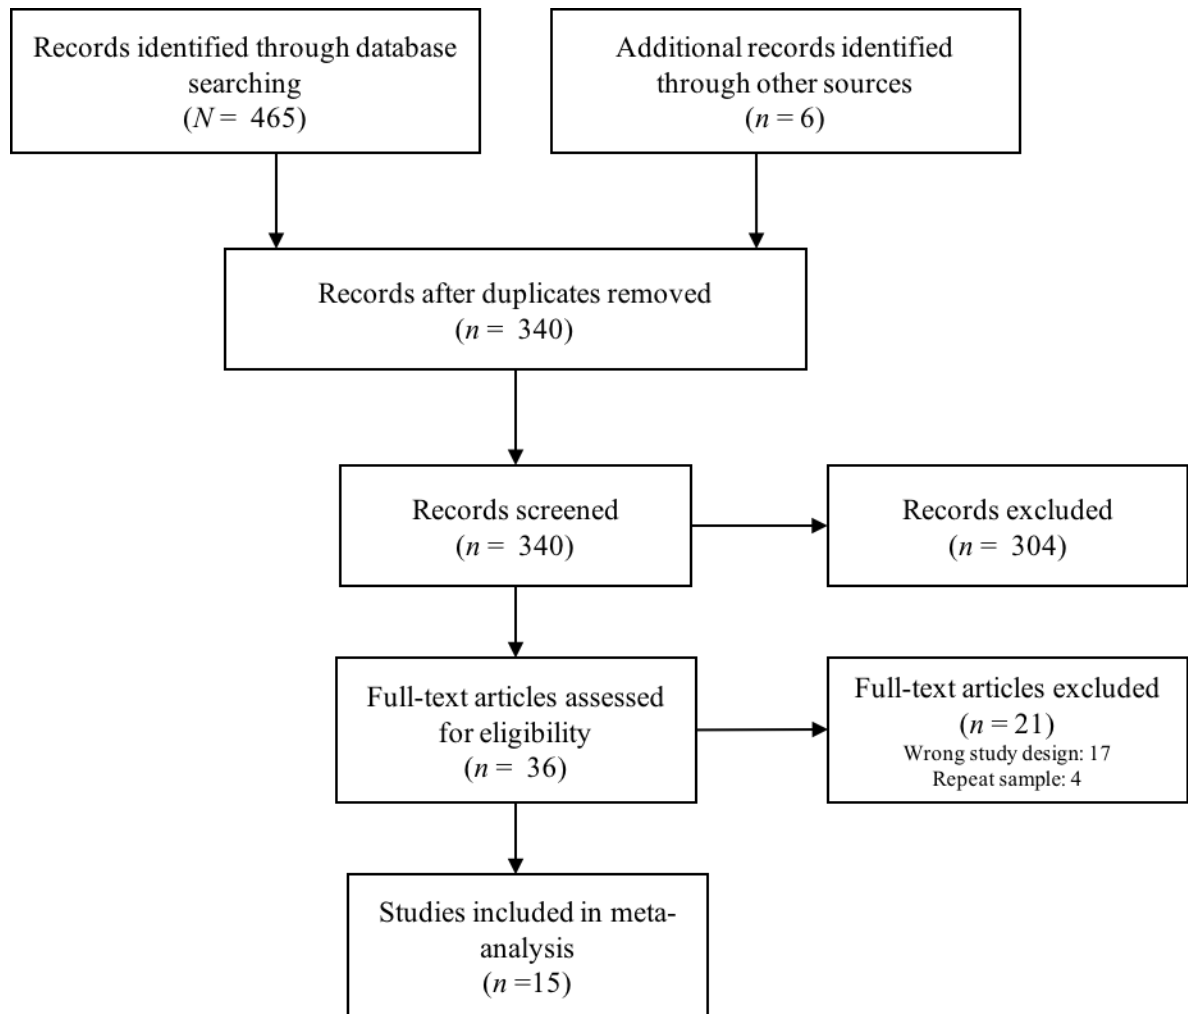 Records identified through database
searching
(N = 465)
Additional records identified
through other sources
(n = 6)
Records after duplicates removed
(n = 340)
Records screened
(n = 340)
Records excluded
(n = 304)
Full-text articles assessed
for eligibility
(n = 36)
Full-text articles excluded
(n = 21)
Wrong study design: 17
Repeat sample: 4
Studies included in meta-
analysis
(n =15)